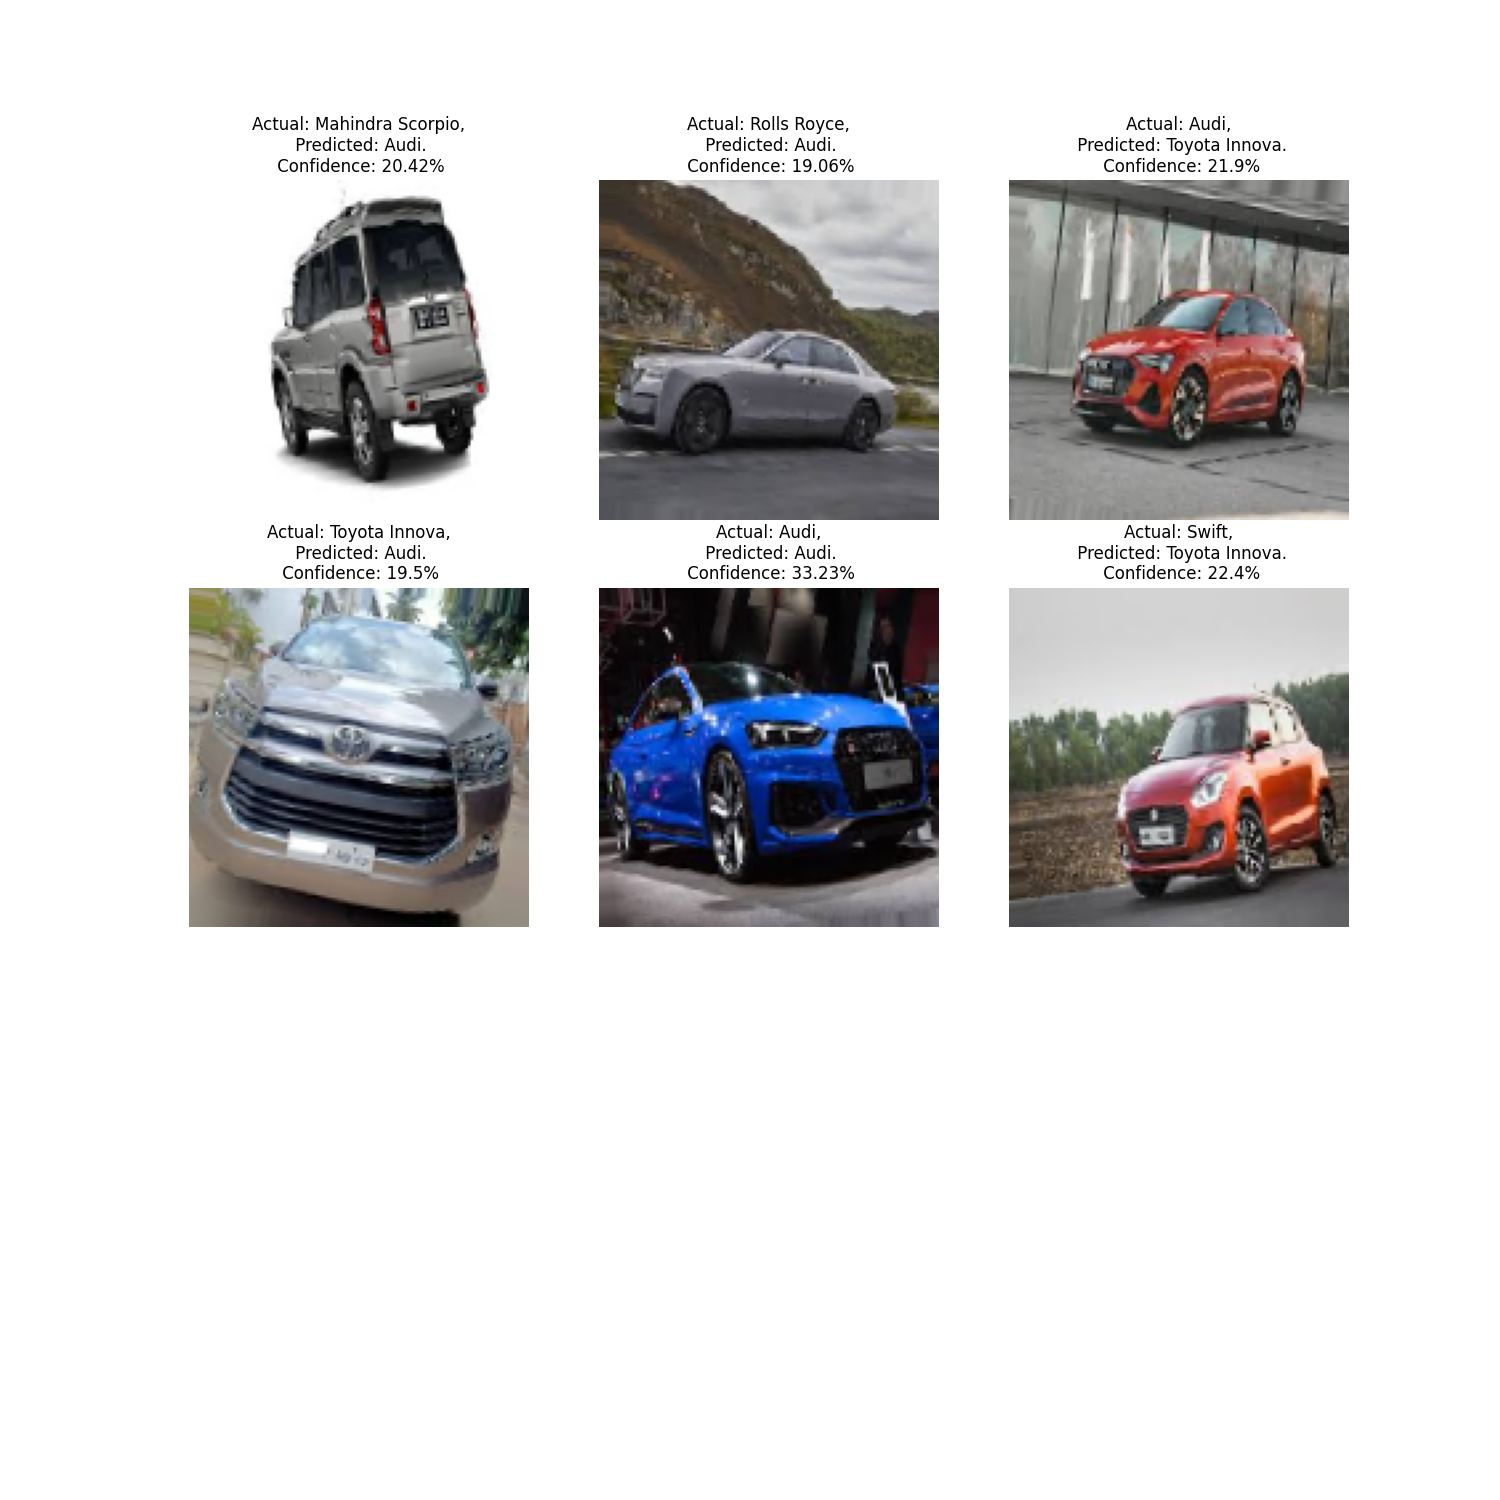 Actual: Mahindra Scorpio,
Predicted: Audi.
Confidence: 20.42%
Actual: Rolls Royce,
Predicted: Audi.
Confidence: 19.06%
Actual: Audi,
Predicted: Toyota Innova.
Confidence: 21.9%
Actual: Toyota Innova,
Predicted: Audi.
Confidence: 19.5%
Actual: Audi,
Predicted: Audi.
Confidence: 33.23%
Actual: Swift,
Predicted: Toyota Innova.
Confidence: 22.4%